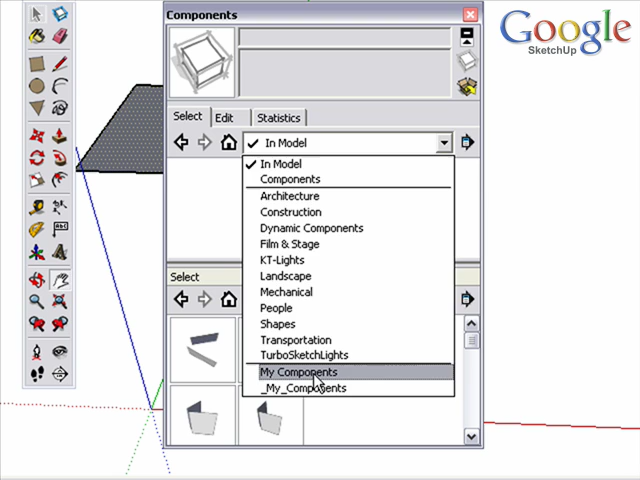 Components
Google
SketchUp
Select
Edit
Statistics
In Model
In Model
Components
Architecture
Construction
Dynamic Components
Film & Stage
KT-Lights
Landscape
Mechanical
People
Shapes
Transportation
TurboSketchLights
My Components
_My_Components
Select